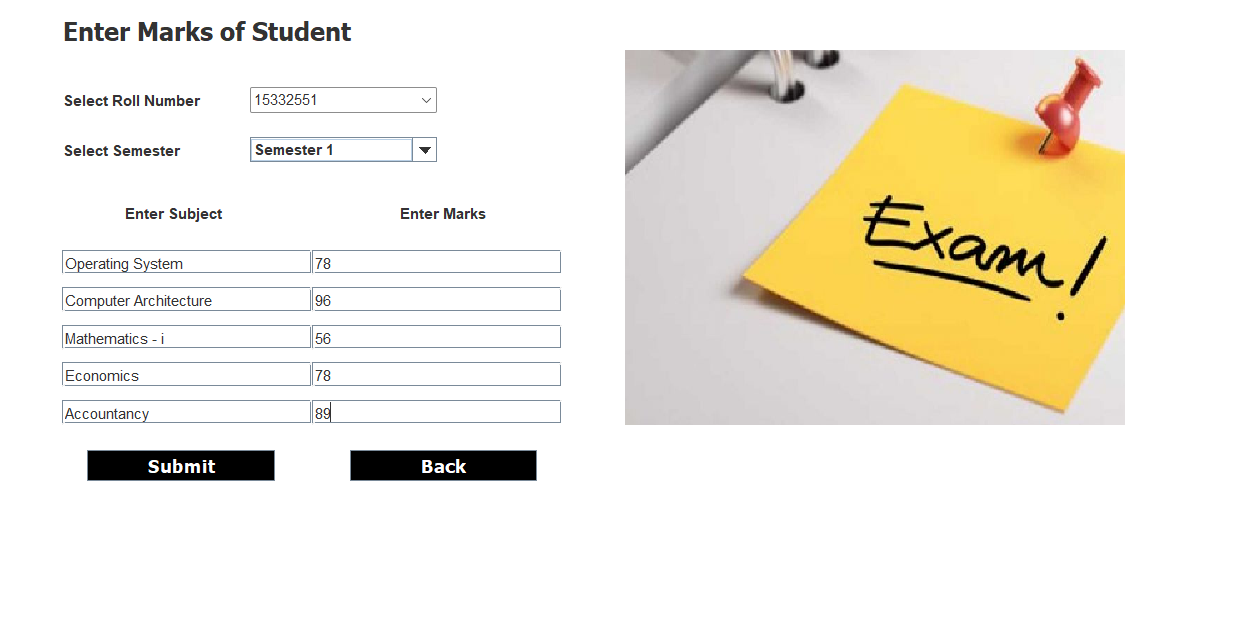 Enter Marks of Student
Select Roll Number 15332551
Select Semester Semester 1
Enter Subject Enter Marks
Operating System 78
Computer Architecture 96
Mathematics - i 56
Economics 78
Accountancy 89
Submit Back
Exam!